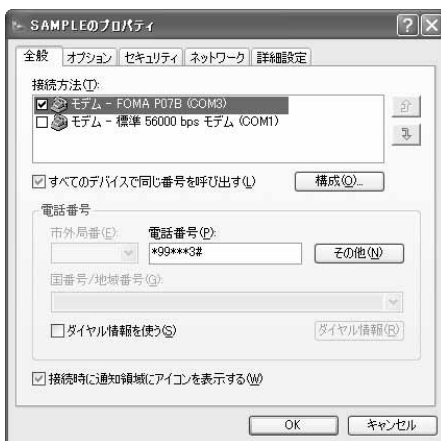 SAMPLEのプロパティ
全般 オプション セキュリティ ネットワーク 詳細設定
接続方法(T):
モデム - FOMA P07B (COM3)
モデム - 標準 56000 bps モデム (COM1)
すべてのデバイスで同じ番号を呼び出す(L) 構成(O)...
電話番号
市外局番(E): 電話番号(P):
*99***3# その他(N)
国番号/地域番号(G):
ダイヤル情報を使う(S) ダイヤル情報(R)
接続時に通知領域にアイコンを表示する(W)
OK キャンセル